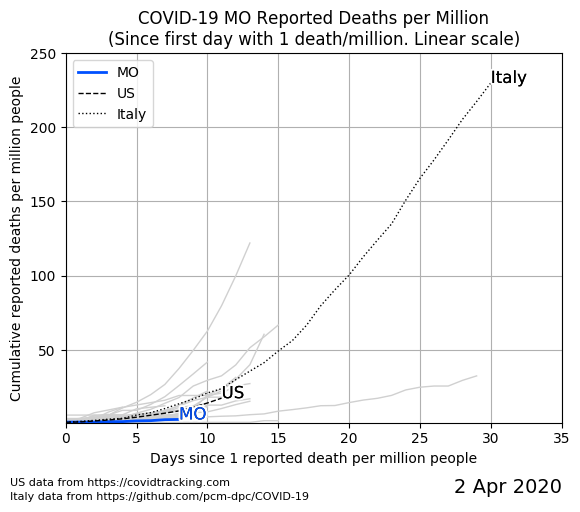 COVID-19 MO Reported Deaths per Million
(Since first day with 1 death/million. Linear scale)
MO
US
Italy
Italy
US
MO
250
200
150
100
50
0
5
10
15
20
25
30
35
Cumulative reported deaths per million people
Days since 1 reported death per million people
US data from https://covidtracking.com
Italy data from https://github.com/pcm-dpc/COVID-19
2 Apr 2020